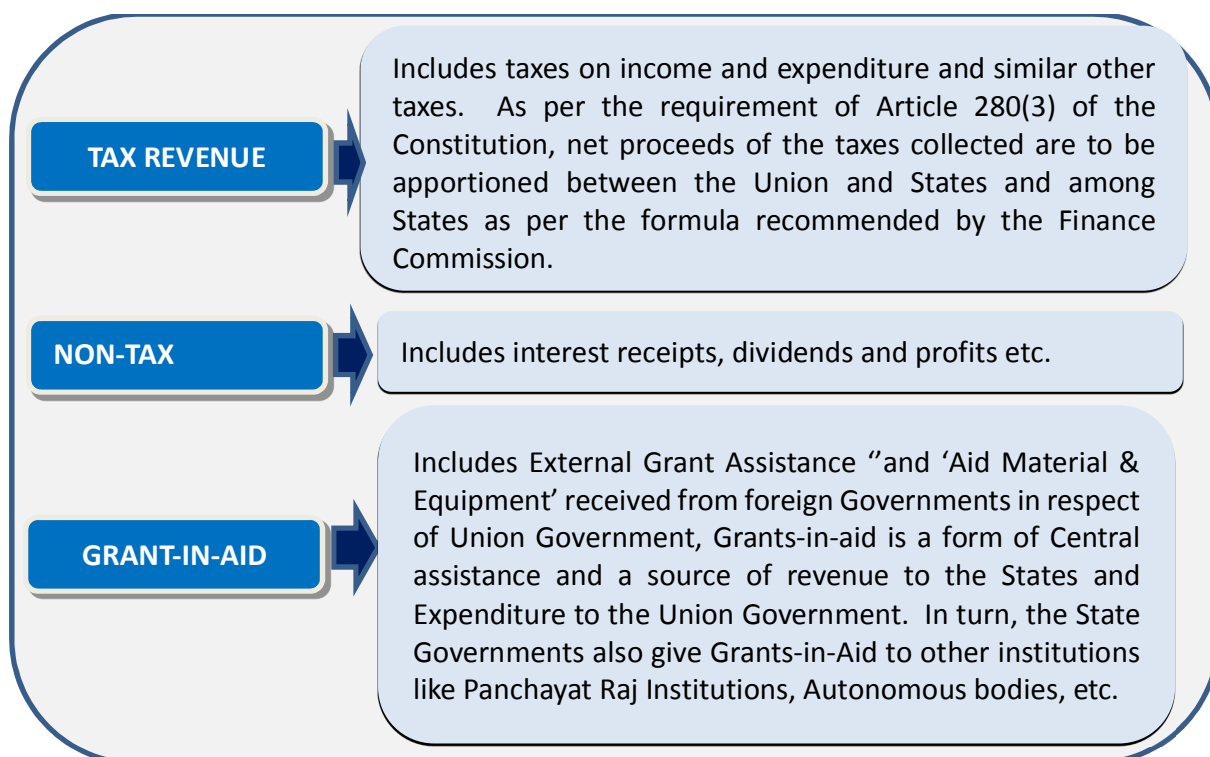 TAX REVENUE
Includes taxes on income and expenditure and similar other
taxes. As per the requirement of Article 280(3) of the
Constitution, net proceeds of the taxes collected are to be
apportioned between the Union and States and among
States as per the formula recommended by the Finance
Commission.
NON-TAX
Includes interest receipts, dividends and profits etc.
GRANT-IN-AID
Includes External Grant Assistance ‘’and ‘Aid Material &
Equipment’ received from foreign Governments in respect
of Union Government, Grants-in-aid is a form of Central
assistance and a source of revenue to the States and
Expenditure to the Union Government. In turn, the State
Governments also give Grants-in-Aid to other institutions
like Panchayat Raj Institutions, Autonomous bodies, etc.